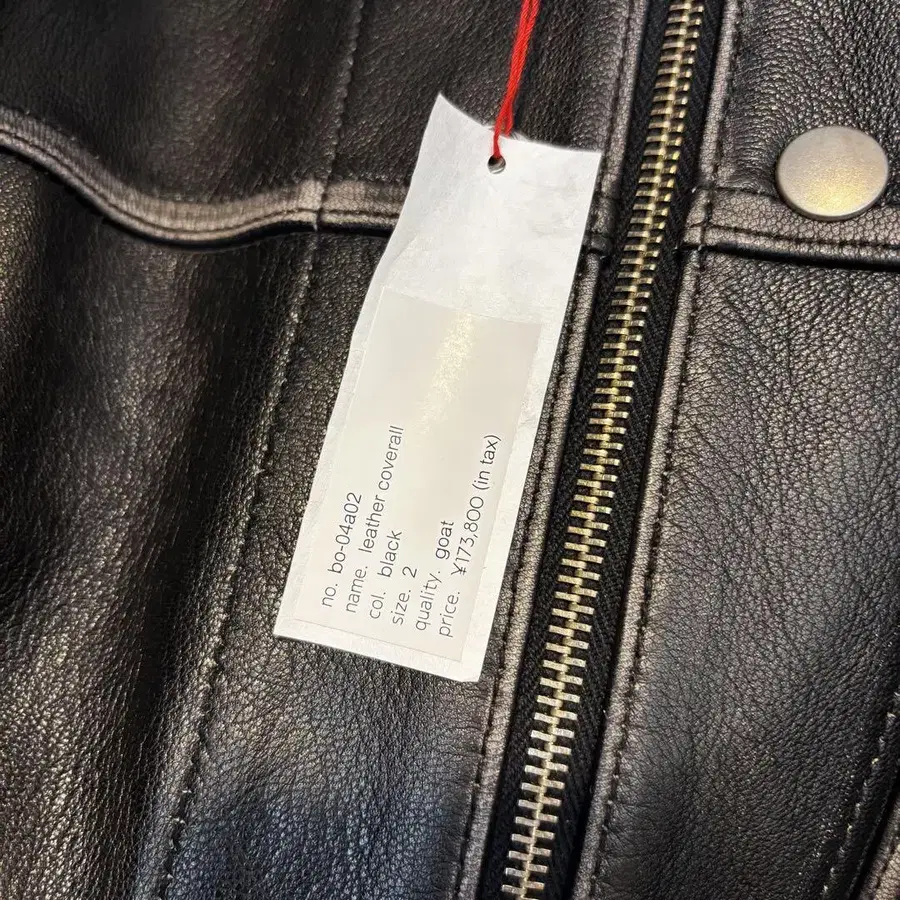 no. bo-04a02
name. leather coverall
col. black
size. 2
quality. goat
price. ¥173,800 (in tax)